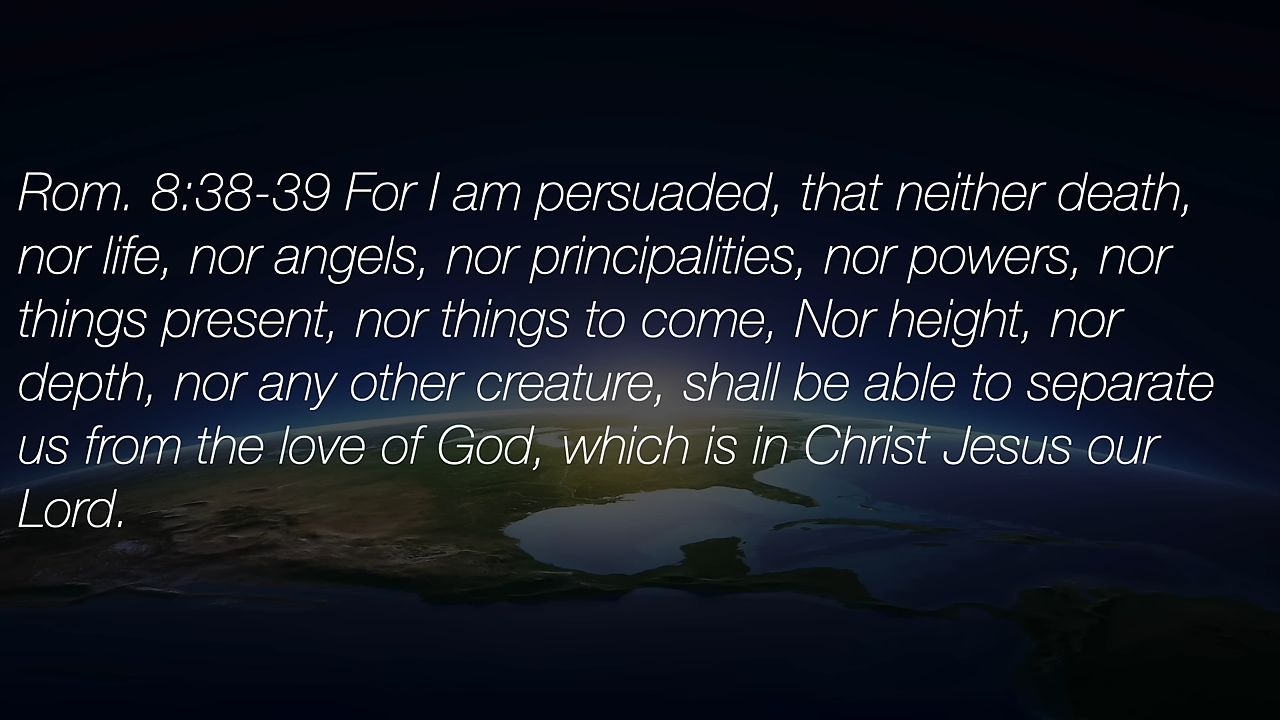 Rom. 8:38-39 For I am persuaded, that neither death,
nor life, nor angels, nor principalities, nor powers, nor
things present, nor things to come, Nor height, nor
depth, nor any other creature, shall be able to separate
us from the love of God, which is in Christ Jesus our
Lord.